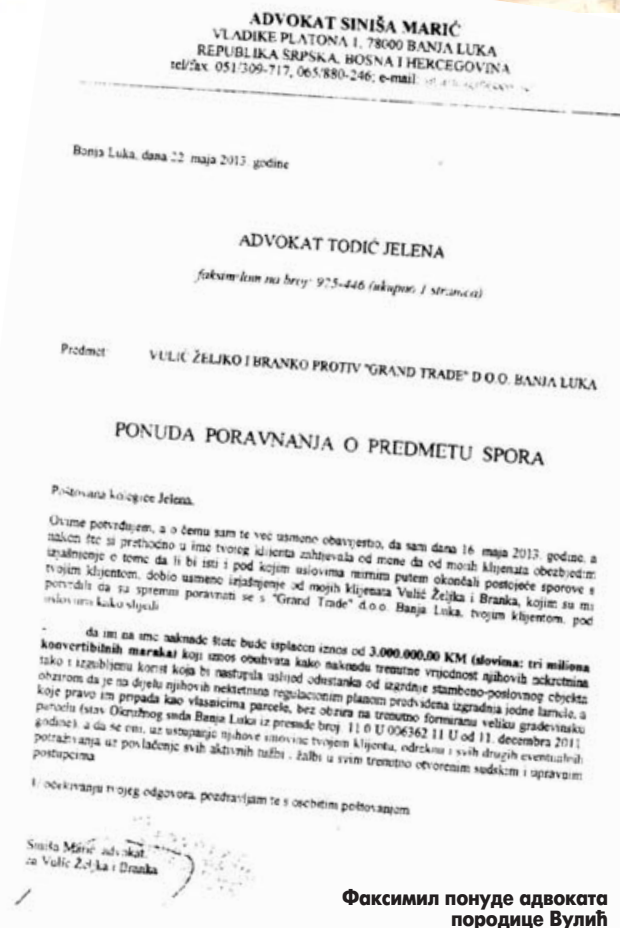 ADVOKAT SINIŠA MARIĆ
VLADIKE PLATONA 1, 78000 BANJA LUKA
REPUBLIKA SRPSKA, BOSNA I HERCEGOVINA
tel/fax: 051/309-717, 065/880-246; e-mail:
Banja Luka, dana 22 maja 2013. godine
ADVOKAT TODIĆ JELENA
faksimilom na broj: 925-446 (ukupno 1 stranica)
Predmet: VULIĆ ŽELJKO I BRANKO PROTIV "GRAND TRADE" D.O.O. BANJA LUKA
PONUDA PORAVNANJA O PREDMETU SPORA
Poštovana kolegice Jelena,
Ovime potvrđujem, a o čemu sam te već usmeno obavijestio, da sam dana 16 maja 2013. godine, a
nakon što si prethodno u ime tvoreg klijenta zahtjevala od mene da od mojih klijenata obezbjedim
izjašnjenje o tome da li bi isti i pod kojim uslovima mirnim putem okončali postojeće sporove s
tvojim klijentom, dobio usmeno izjašnjenje od mojih klijenata Vulić Željka i Branka, kojim su mi
potvrdili da su spremni poravnati se s "Grand Trade" d.o.o. Banja Luka, tvojim klijentom, pod
uslovima kako slijedi
- da im na ime naknade štete bude isplaćen iznos od 3.000.000,00 KM (slovima: tri miliona
konvertibilnih maraka) koji iznos obuhvata kako naknadu trenutne vrijednost njihovih nekretnina
tako i izgubljenu korist koja bi nastupila usljed odustanka od izgrdnje stambeno-poslovnog objekta
obzirom da je na dijelu njihovih nektetnina regulacionim planom predviđena izgradnja jedne lamele, a
koje pravo im pripada kao vlasnicima parcele, bez obzira na trenutno formiranu veliku građevinsku
parcelu (stav Okružnog suda Banja Luka iz presude broj 11 0 U 006362 11 U od 11. decembra 2011
godine), a da se oni, uz ustupanje njihove imovine tvojem klijentu, odreknu i svih drugih eventualnih
potraživanja uz povlačenje svih aktivnih tužbi, žalbi u svim trenutno otvorenim sudskim i upravnim
postupcima
U očekivanju tvojeg odgovora, pozdravljam te s osobitim poštovanjem
Siniša Marić advokat,
za Vulić Željka i Branka
Факсимил понуде адвоката
породице Вулић